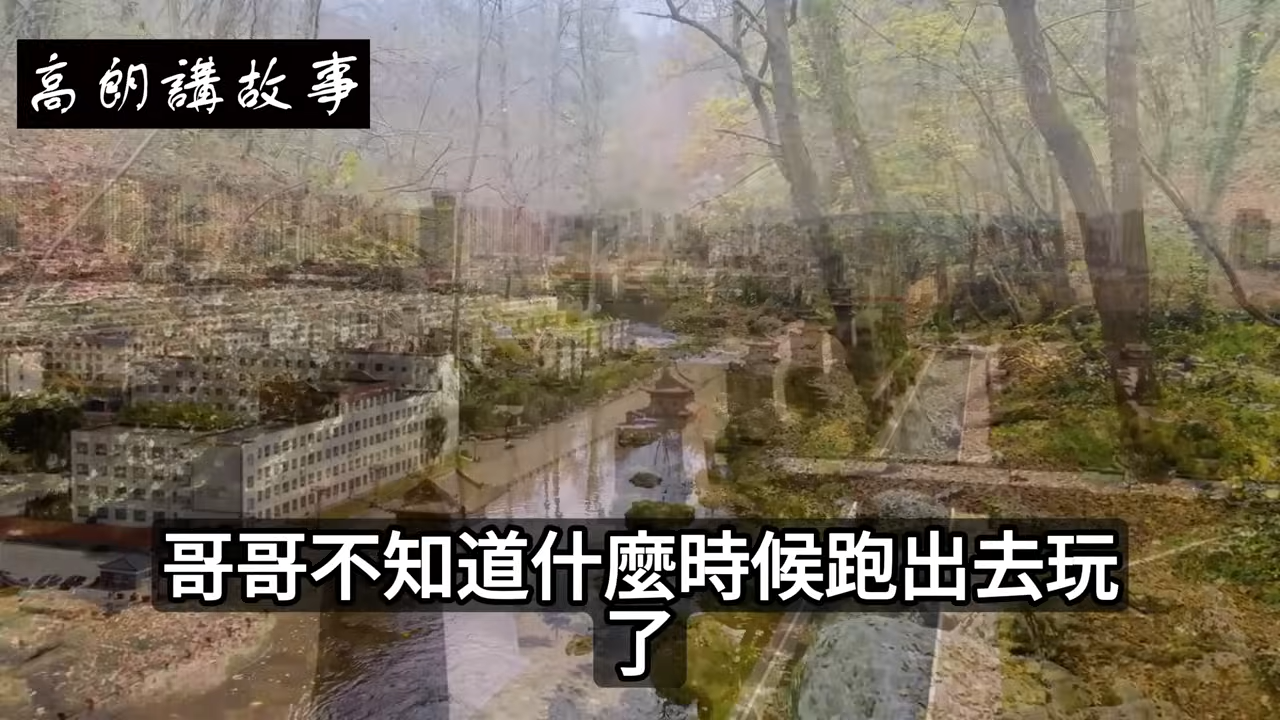 高朗講故事
哥哥不知道什麼時候跑出去玩
了